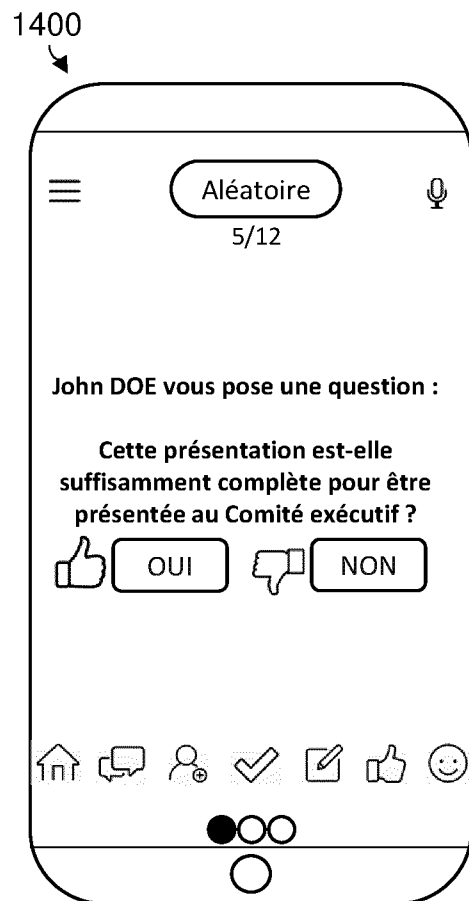 1400
Aléatoire
5/12
John DOE vous pose une question :
Cette présentation est-elle
suffisamment complète pour être
présentée au Comité exécutif ?
OUI
NON